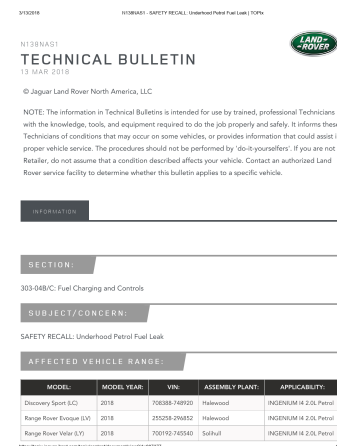 3/13/2018
N138NAS1 - SAFETY RECALL :Underhood Petrol Fuel Leak | TOPIx
N138NAS1
TECHNICAL BULLETIN
13 MAR 2018
LAND-
ROVER
© Jaguar Land Rover North America, LLC
NOTE: The information in Technical Bulletins is intended for use by trained, professional Technicians
with the knowledge, tools, and equipment required to do the job properly and safely. It informs these
Technicians of conditions that may occur on some vehicles, or provides information that could assist i
proper vehicle service. The procedures should not be performed by 'do-it-yourselfers'. If you are not
Retailer, do not assume that a condition described affects your vehicle. Contact an authorized Land
Rover service facility to determine whether this bulletin applies to a specific vehicle.
INFORMATION
SECTION:
303-04B/C: Fuel Charging and Controls
SUBJECT/CONCERN:
SAFETY RECALL: Underhood Petrol Fuel Leak
AFFECTED VEHICLE RANGE:
MODEL: MODEL YEAR: VIN: ASSEMBLY PLANT: APPLICABILITY:
Discovery Sport (LC) 2018 708388-748920 Halewood INGENIUM I4 2.0L Petrol
Range Rover Evoque (LV) 2018 255258-296852 Halewood INGENIUM I4 2.0L Petrol
Range Rover Velar (LY) 2018 700192-745540 Solihull INGENIUM I4 2.0L Petrol